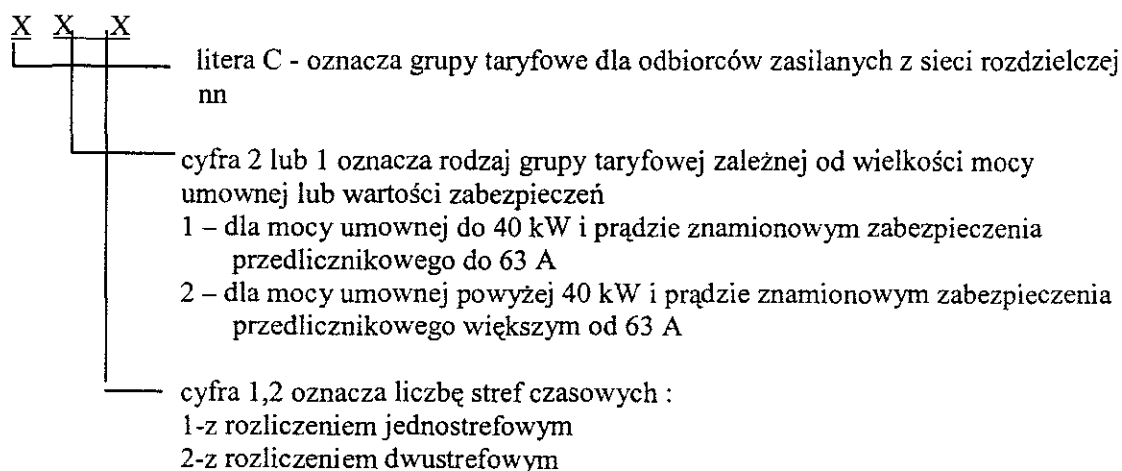 X X X
litera C - oznacza grupy taryfowe dla odbiorców zasilanych z sieci rozdzielczej
nn
cyfra 2 lub 1 oznacza rodzaj grupy taryfowej zależnej od wielkości mocy
umownej lub wartości zabezpieczeń
1 – dla mocy umownej do 40 kW i prądzie znamionowym zabezpieczenia
przedlicznikowego do 63 A
2 – dla mocy umownej powyżej 40 kW i prądzie znamionowym zabezpieczenia
przedlicznikowego większym od 63 A
cyfra 1,2 oznacza liczbę stref czasowych :
1-z rozliczeniem jednostrefowym
2-z rozliczeniem dwustrefowym